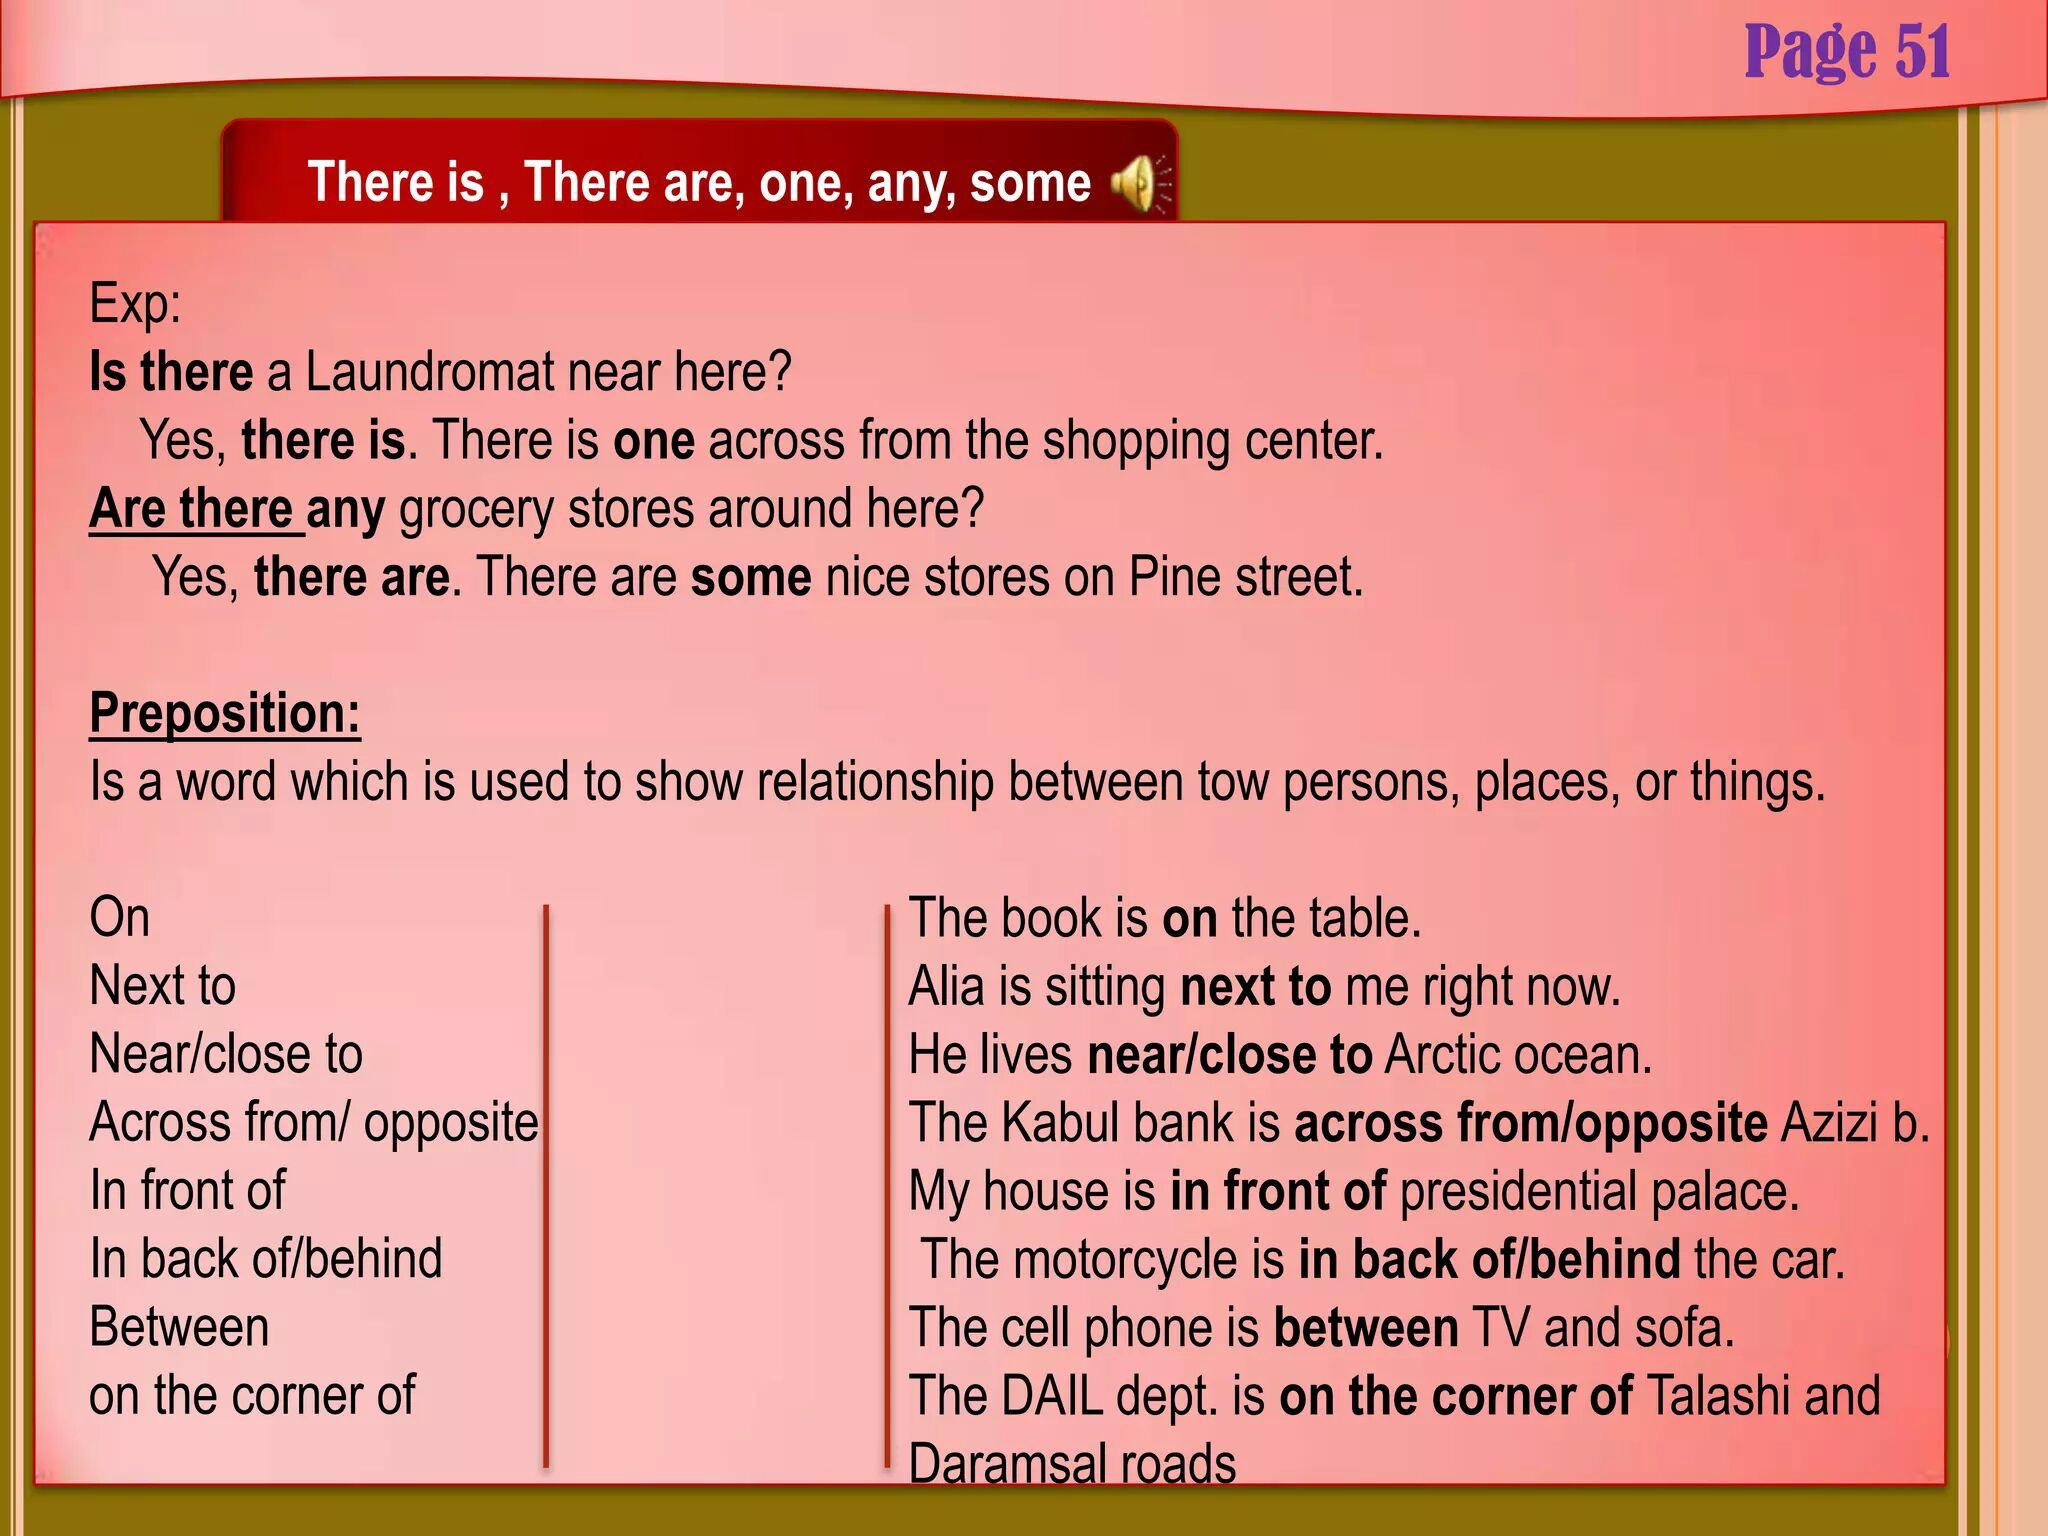 Page 51
There is , There are, one, any, some
Exp:
Is there a Laundromat near here?
Yes, there is. There is one across from the shopping center.
Are there any grocery stores around here?
Yes, there are. There are some nice stores on Pine street.
Preposition:
Is a word which is used to show relationship between tow persons, places, or things.
On
Next to
Near/close to
Across from/ opposite
In front of
In back of/behind
Between
on the corner of
The book is on the table.
Alia is sitting next to me right now.
He lives near/close to Arctic ocean.
The Kabul bank is across from/opposite Azizi b.
My house is in front of presidential palace.
The motorcycle is in back of/behind the car.
The cell phone is between TV and sofa.
The DAIL dept. is on the corner of Talashi and
Daramsal roads